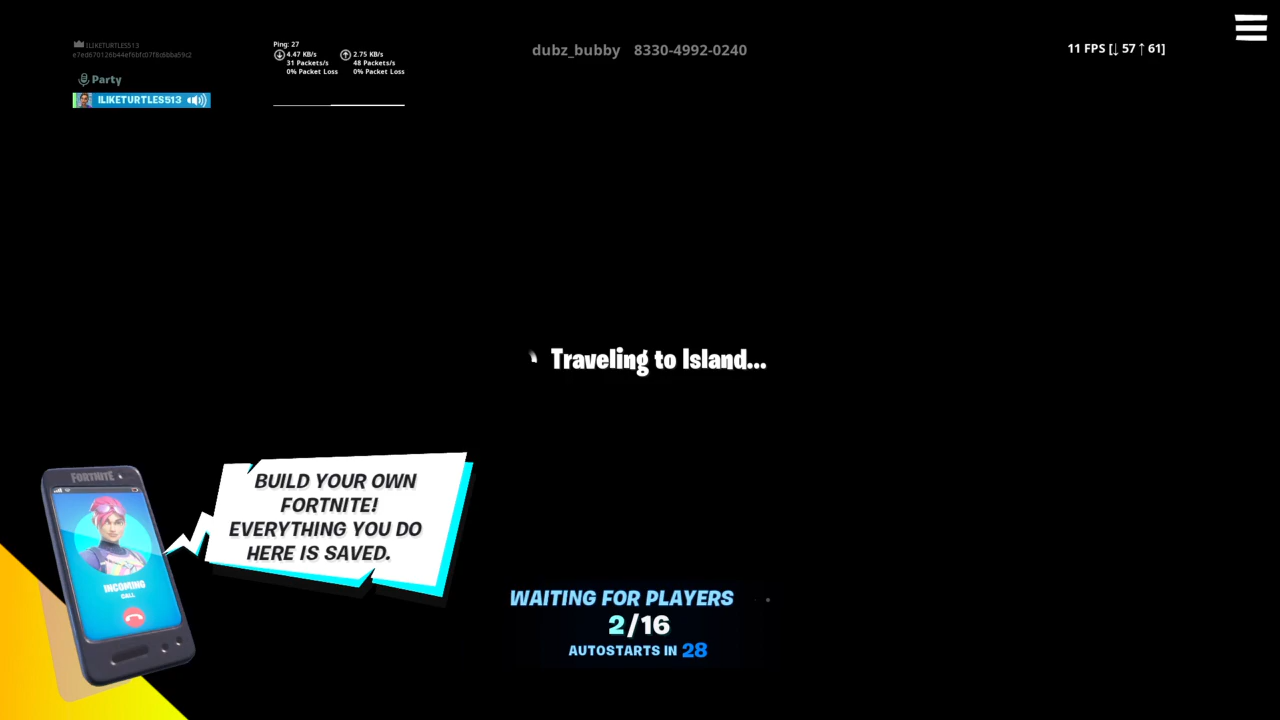 ILIKETURTLES513
Party
ILIKETURTLES513
Ping: 27
4.47 KB/s 2.75 KB/s
31 Packets/s 48 Packets/s
0% Packet Loss 0% Packet Loss
dubz_bubby 8330-4992-0240
11 FPS [↓ 57 ↑ 61]
Traveling to Island...
FORTNITE
INCOMING
CALL
BUILD YOUR OWN
FORTNITE!
EVERYTHING YOU DO
HERE IS SAVED.
WAITING FOR PLAYERS
2/16
AUTOSTARTS IN 28